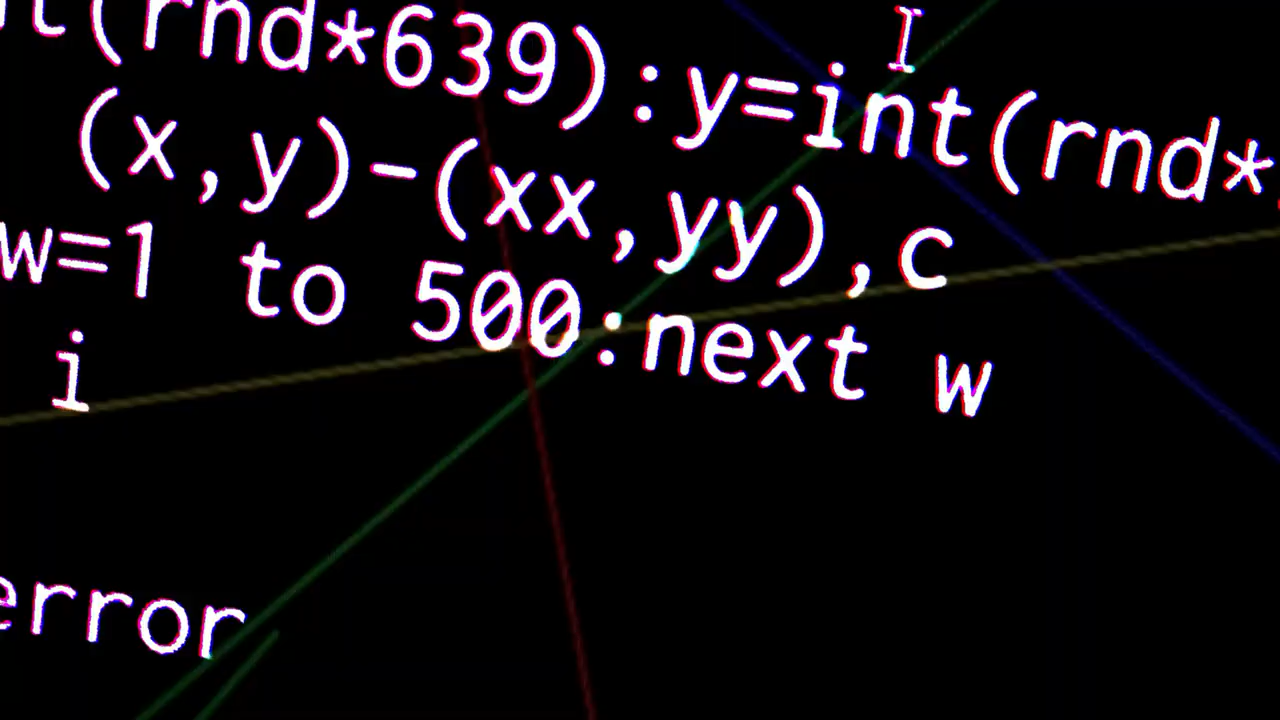 nt(rnd*639):y=int(rnd*
(x,y)-(xx,yy),c
w=1 to 500:next w
i
error